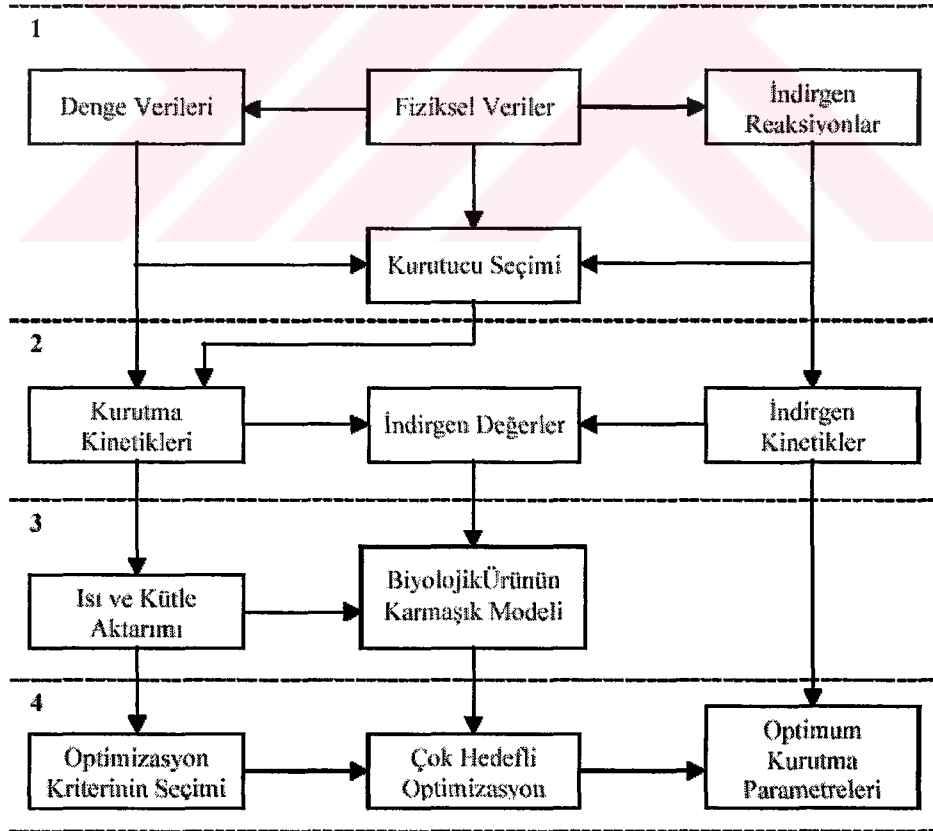 1
Denge Verileri
Fiziksel Veriler
İndirgen
Reaksiyonlar
Kurutucu Seçimi
2
Kurutma
Kinetikleri
İndirgen Değerler
İndirgen
Kinetikler
3
Isı ve Kütle
Aktarımı
BiyolojikÜrünün
Karmaşık Modeli
4
Optimizasyon
Kriterinin Seçimi
Çok Hedefli
Optimizasyon
Optimum
Kurutma
Parametreleri